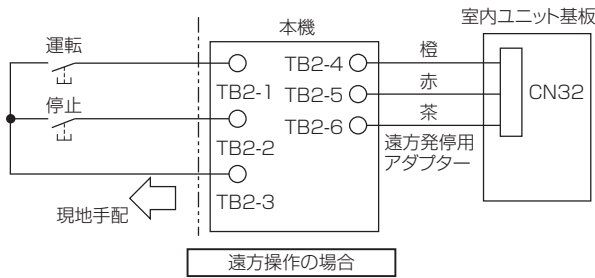 室内ユニット基板
本機
運転
停止
TB2-1
TB2-2
TB2-3
TB2-4
TB2-5
TB2-6
橙
赤
茶
CN32
遠方発停用
アダプター
現地手配
遠方操作の場合